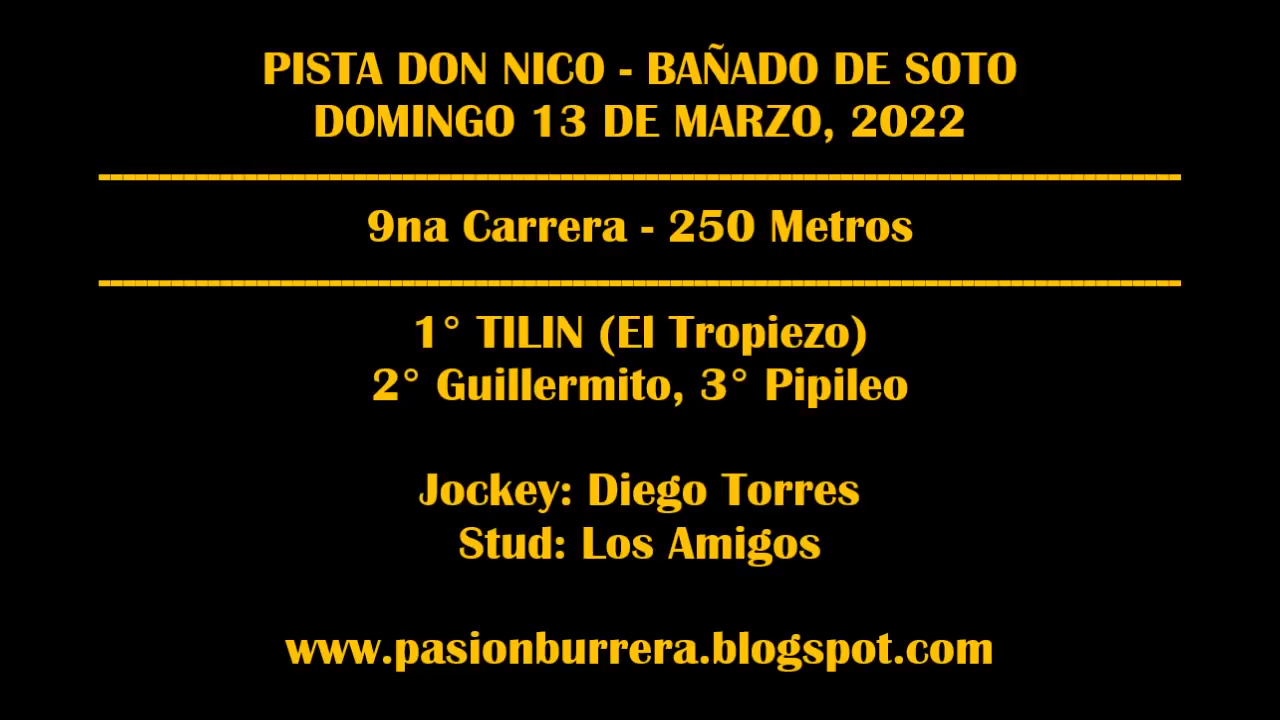 PISTA DON NICO - BAÑADO DE SOTO
DOMINGO 13 DE MARZO, 2022
9na Carrera - 250 Metros
1° TILIN (El Tropiezo)
2° Guillermito, 3° Pipileo
Jockey: Diego Torres
Stud: Los Amigos
www.pasionburrera.blogspot.com